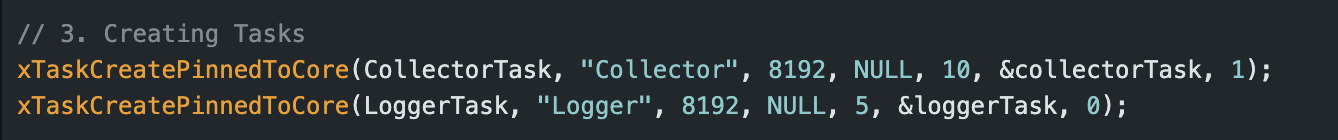 // 3. Creating Tasks
xTaskCreatePinnedToCore(CollectorTask, "Collector", 8192, NULL, 10, &collectorTask, 1);
xTaskCreatePinnedToCore(LoggerTask, "Logger", 8192, NULL, 5, &loggerTask, 0);